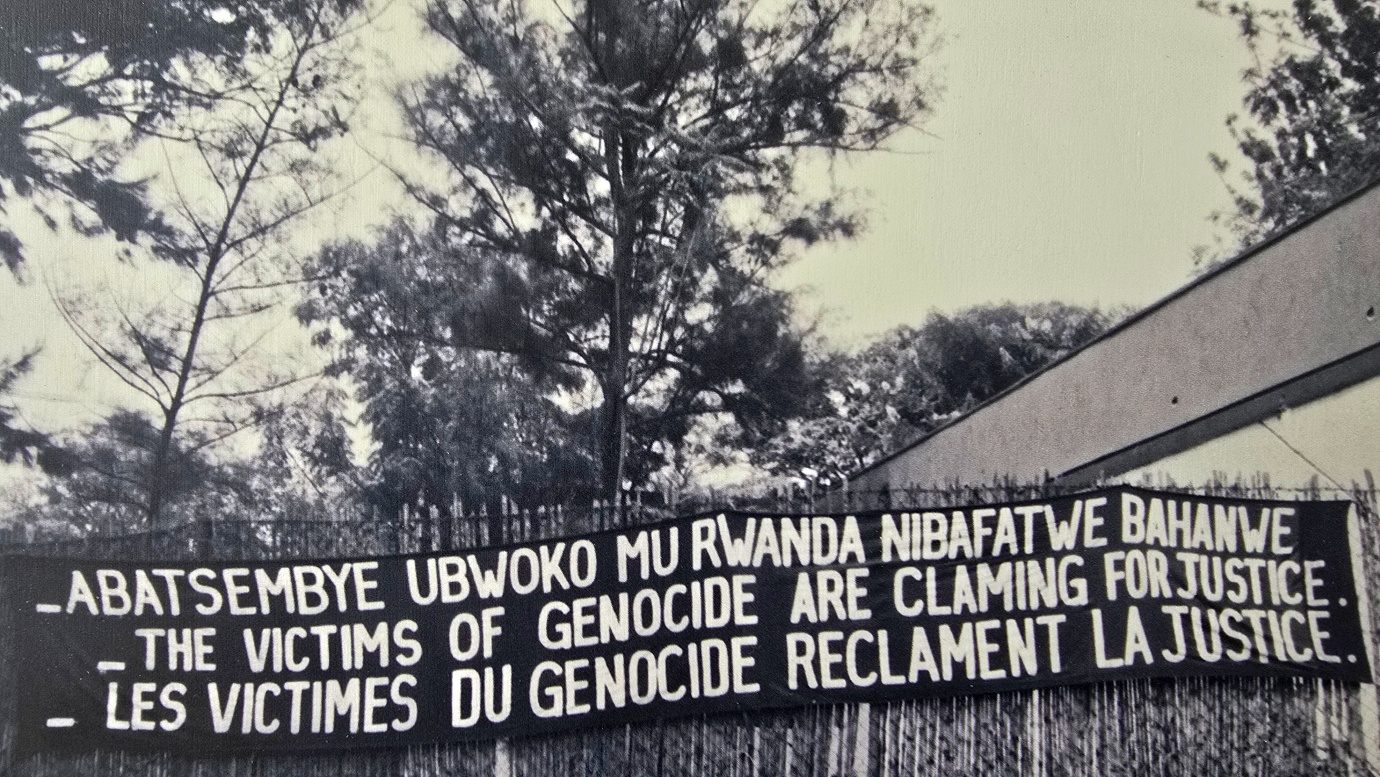 _ABATSEMBYE UBWOKO MU RWANDA NIBAFATWE BAHANWE
_THE VICTIMS OF GENOCIDE ARE CLAMING FOR JUSTICE.
_ LES VICTIMES DU GENOCIDE RECLAMENT LA JUSTICE.